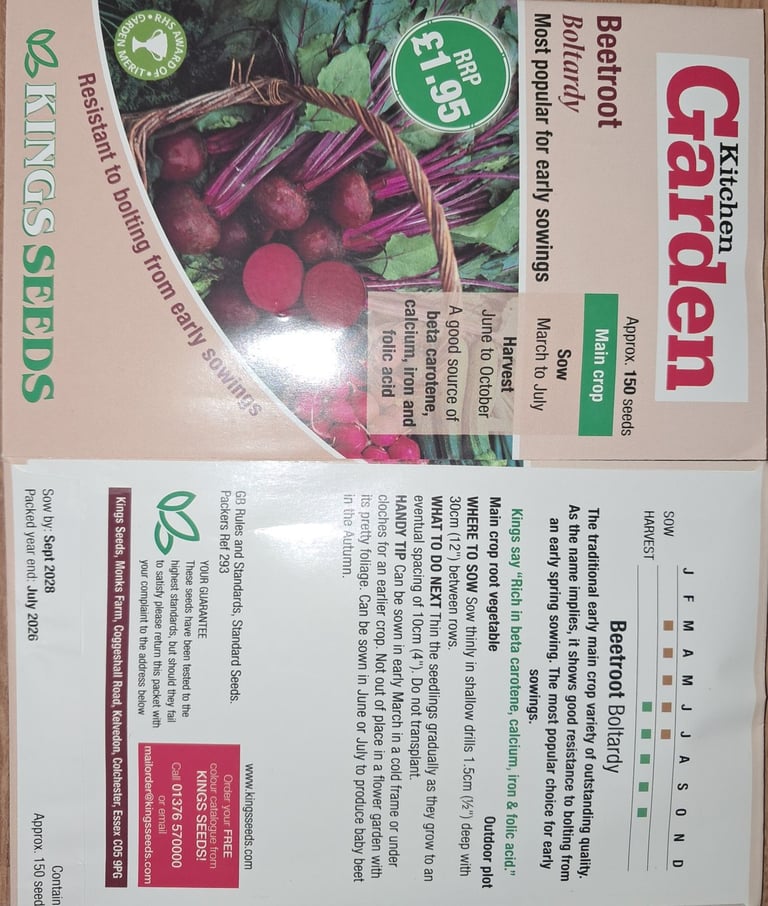 Kitchen
Garden
Beetroot
Boltardy
Most popular for early sowings
Approx. 150 seeds
Main crop
Sow
March to July
Harvest
June to October
A good source of
beta carotene,
calcium, iron and
folic acid
RRP
£1.95
RHS AWARD OF
GARDEN MERIT
Resistant to bolting from early sowings
KINGS SEEDS
J F M A M J J A S O N D
SOW
HARVEST
Beetroot Boltardy
The traditional early main crop variety of outstanding quality.
As the name implies, it shows good resistance to bolting from
an early spring sowing. The most popular choice for early
sowings.
Kings say "Rich in beta carotene, calcium, iron & folic acid."
Main crop root vegetable Outdoor plot
WHERE TO SOW Sow thinly in shallow drills 1.5cm (½") deep with
30cm (12") between rows.
WHAT TO DO NEXT Thin the seedlings gradually as they grow to an
eventual spacing of 10cm (4"). Do not transplant.
HANDY TIP Can be sown in early March in a cold frame or under
cloches for an earlier crop. Not out of place in a flower garden with
its pretty foliage. Can be sown in June or July to produce baby beet
in the Autumn.
GB Rules and Standards, Standard Seeds.
Packers Ref 293
www.kingsseeds.com
YOUR GUARANTEE
These seeds have been tested to the
highest standards, but should they fail
to satisfy please return this packet with
your complaint to the address below
Order your FREE
colour catalogue from
KINGS SEEDS!
Call 01376 570000
or email
mailorder@kingsseeds.com
Kings Seeds, Monks Farm, Coggeshall Road, Kelvedon, Colchester, Essex CO5 9PG
Sow by: Sept 2028
Packed year end: July 2026
Contain
Approx. 150 seed